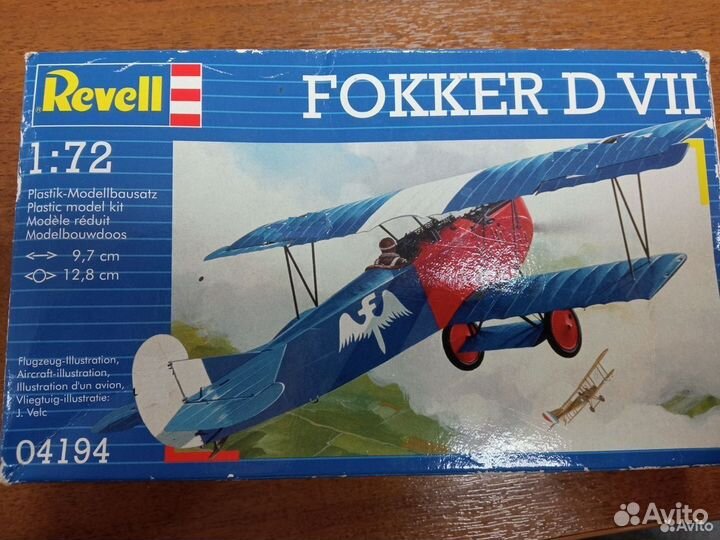 Revell
FOKKER D VII
1:72
Plastik-Modellbausatz
Plastic model kit
Modèle réduit
Modelbouwdoos
9,7 cm
12,8 cm
Flugzeug-Illustration,
Aircraft-illustration,
Illustration d'un avion,
Vliegtuig-illustratie:
J. Velc
04194
Avito
Avito